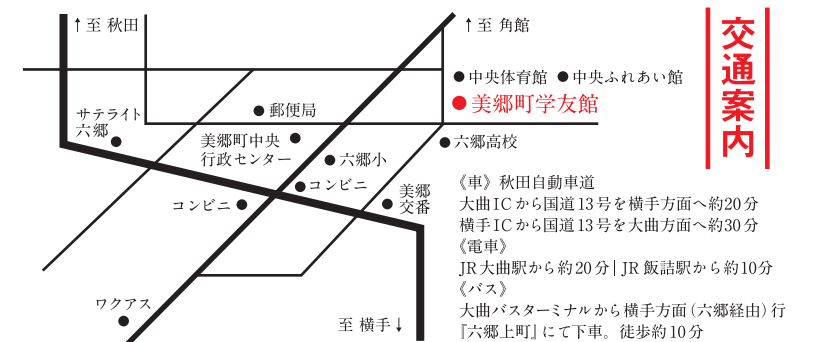 ↑至 秋田
↑至 角館
●中央体育館 ●中央ふれあい館
●美郷町学友館
サテライト
六郷
●郵便局
美郷町中央
行政センター
●六郷小
●六郷高校
●コンビニ
コンビニ●
美郷
交番
ワクアス
至 横手↓
交通案内
《車》秋田自動車道
大曲ICから国道13号を横手方面へ約20分
横手ICから国道13号を大曲方面へ約30分
《電車》
JR大曲駅から約20分|JR飯詰駅から約10分
《バス》
大曲バスターミナルから横手方面(六郷経由)行
『六郷上町』にて下車。徒歩約10分